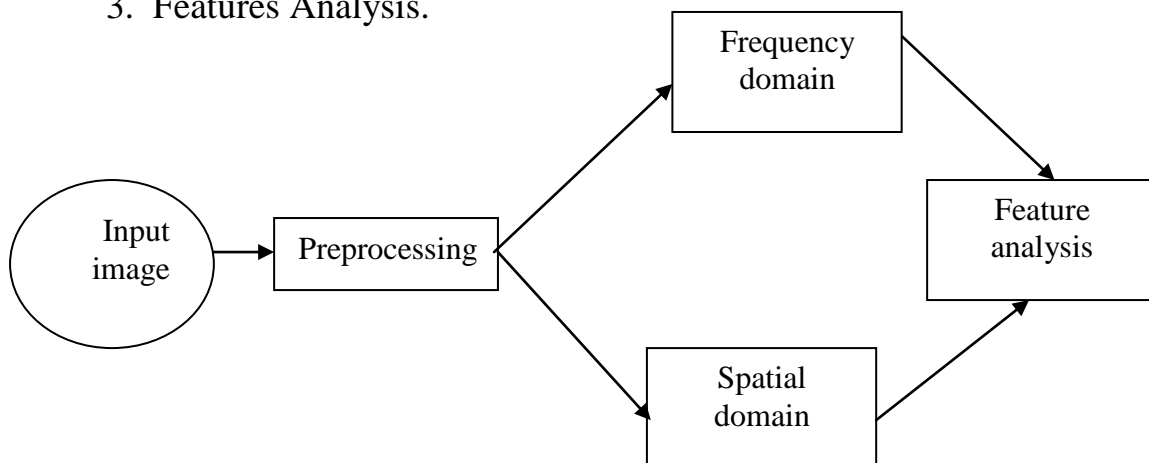 3. Features Analysis.
Frequency
domain
Input
image
Preprocessing
Feature
analysis
Spatial
domain